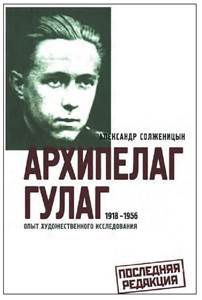 АЛЕКСАНДР СОЛЖЕНИЦЫН
АРХИПЕЛАГ
ГУЛАГ
1918-1956
ОПЫТ ХУДОЖЕСТВЕННОГО ИССЛЕДОВАНИЯ
ПОСЛЕДНЯЯ
РЕДАКЦИЯ